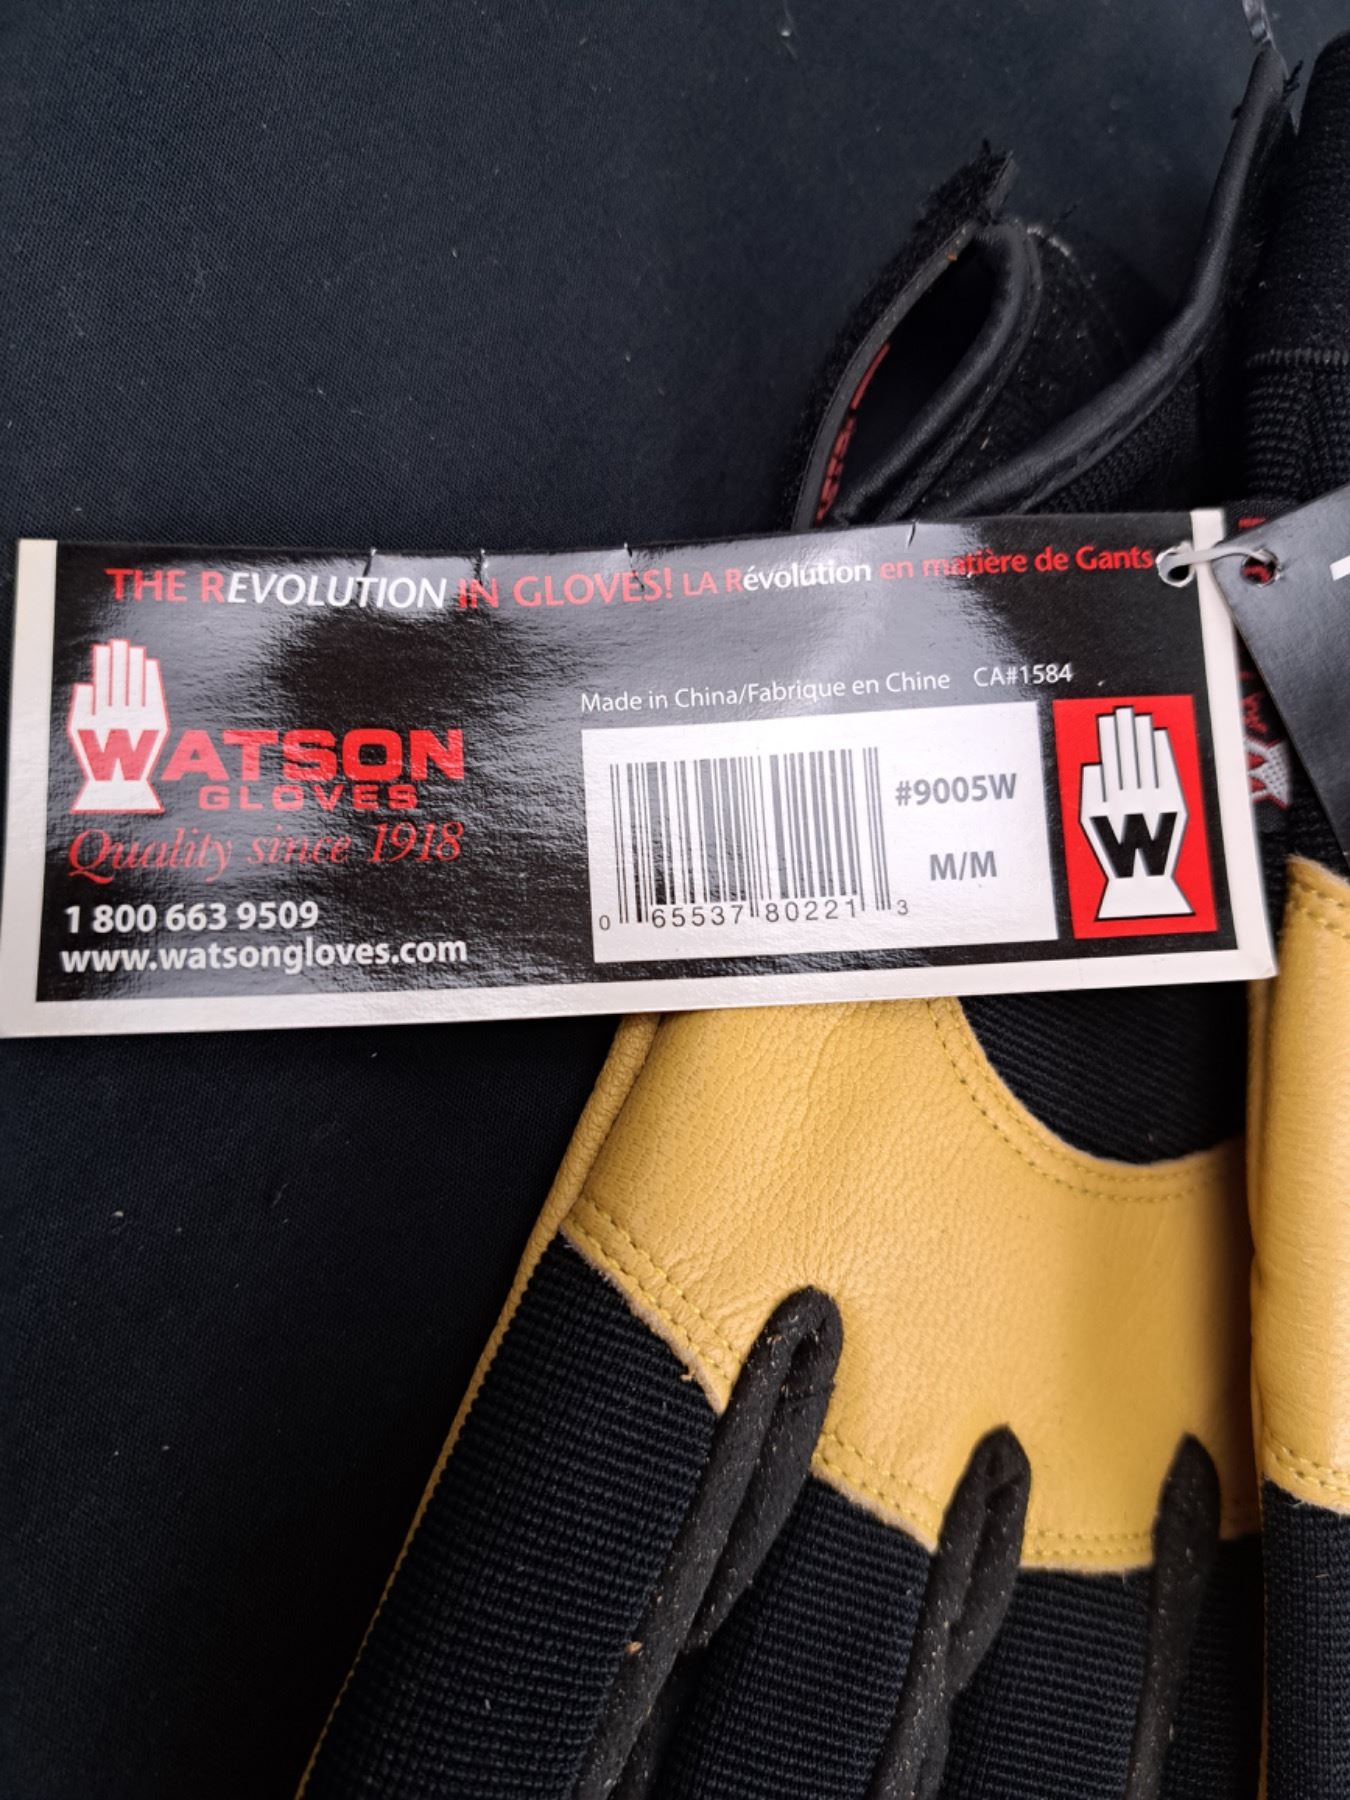 THE REVOLUTION IN GLOVES! LA Révolution en matière de Gants
Made in China/Fabrique en Chine CA#1584
WATSON
GLOVES
Quality since 1918
1 800 663 9509
www.watsongloves.com
#9005W
M/M
0 65537 80221 3
W